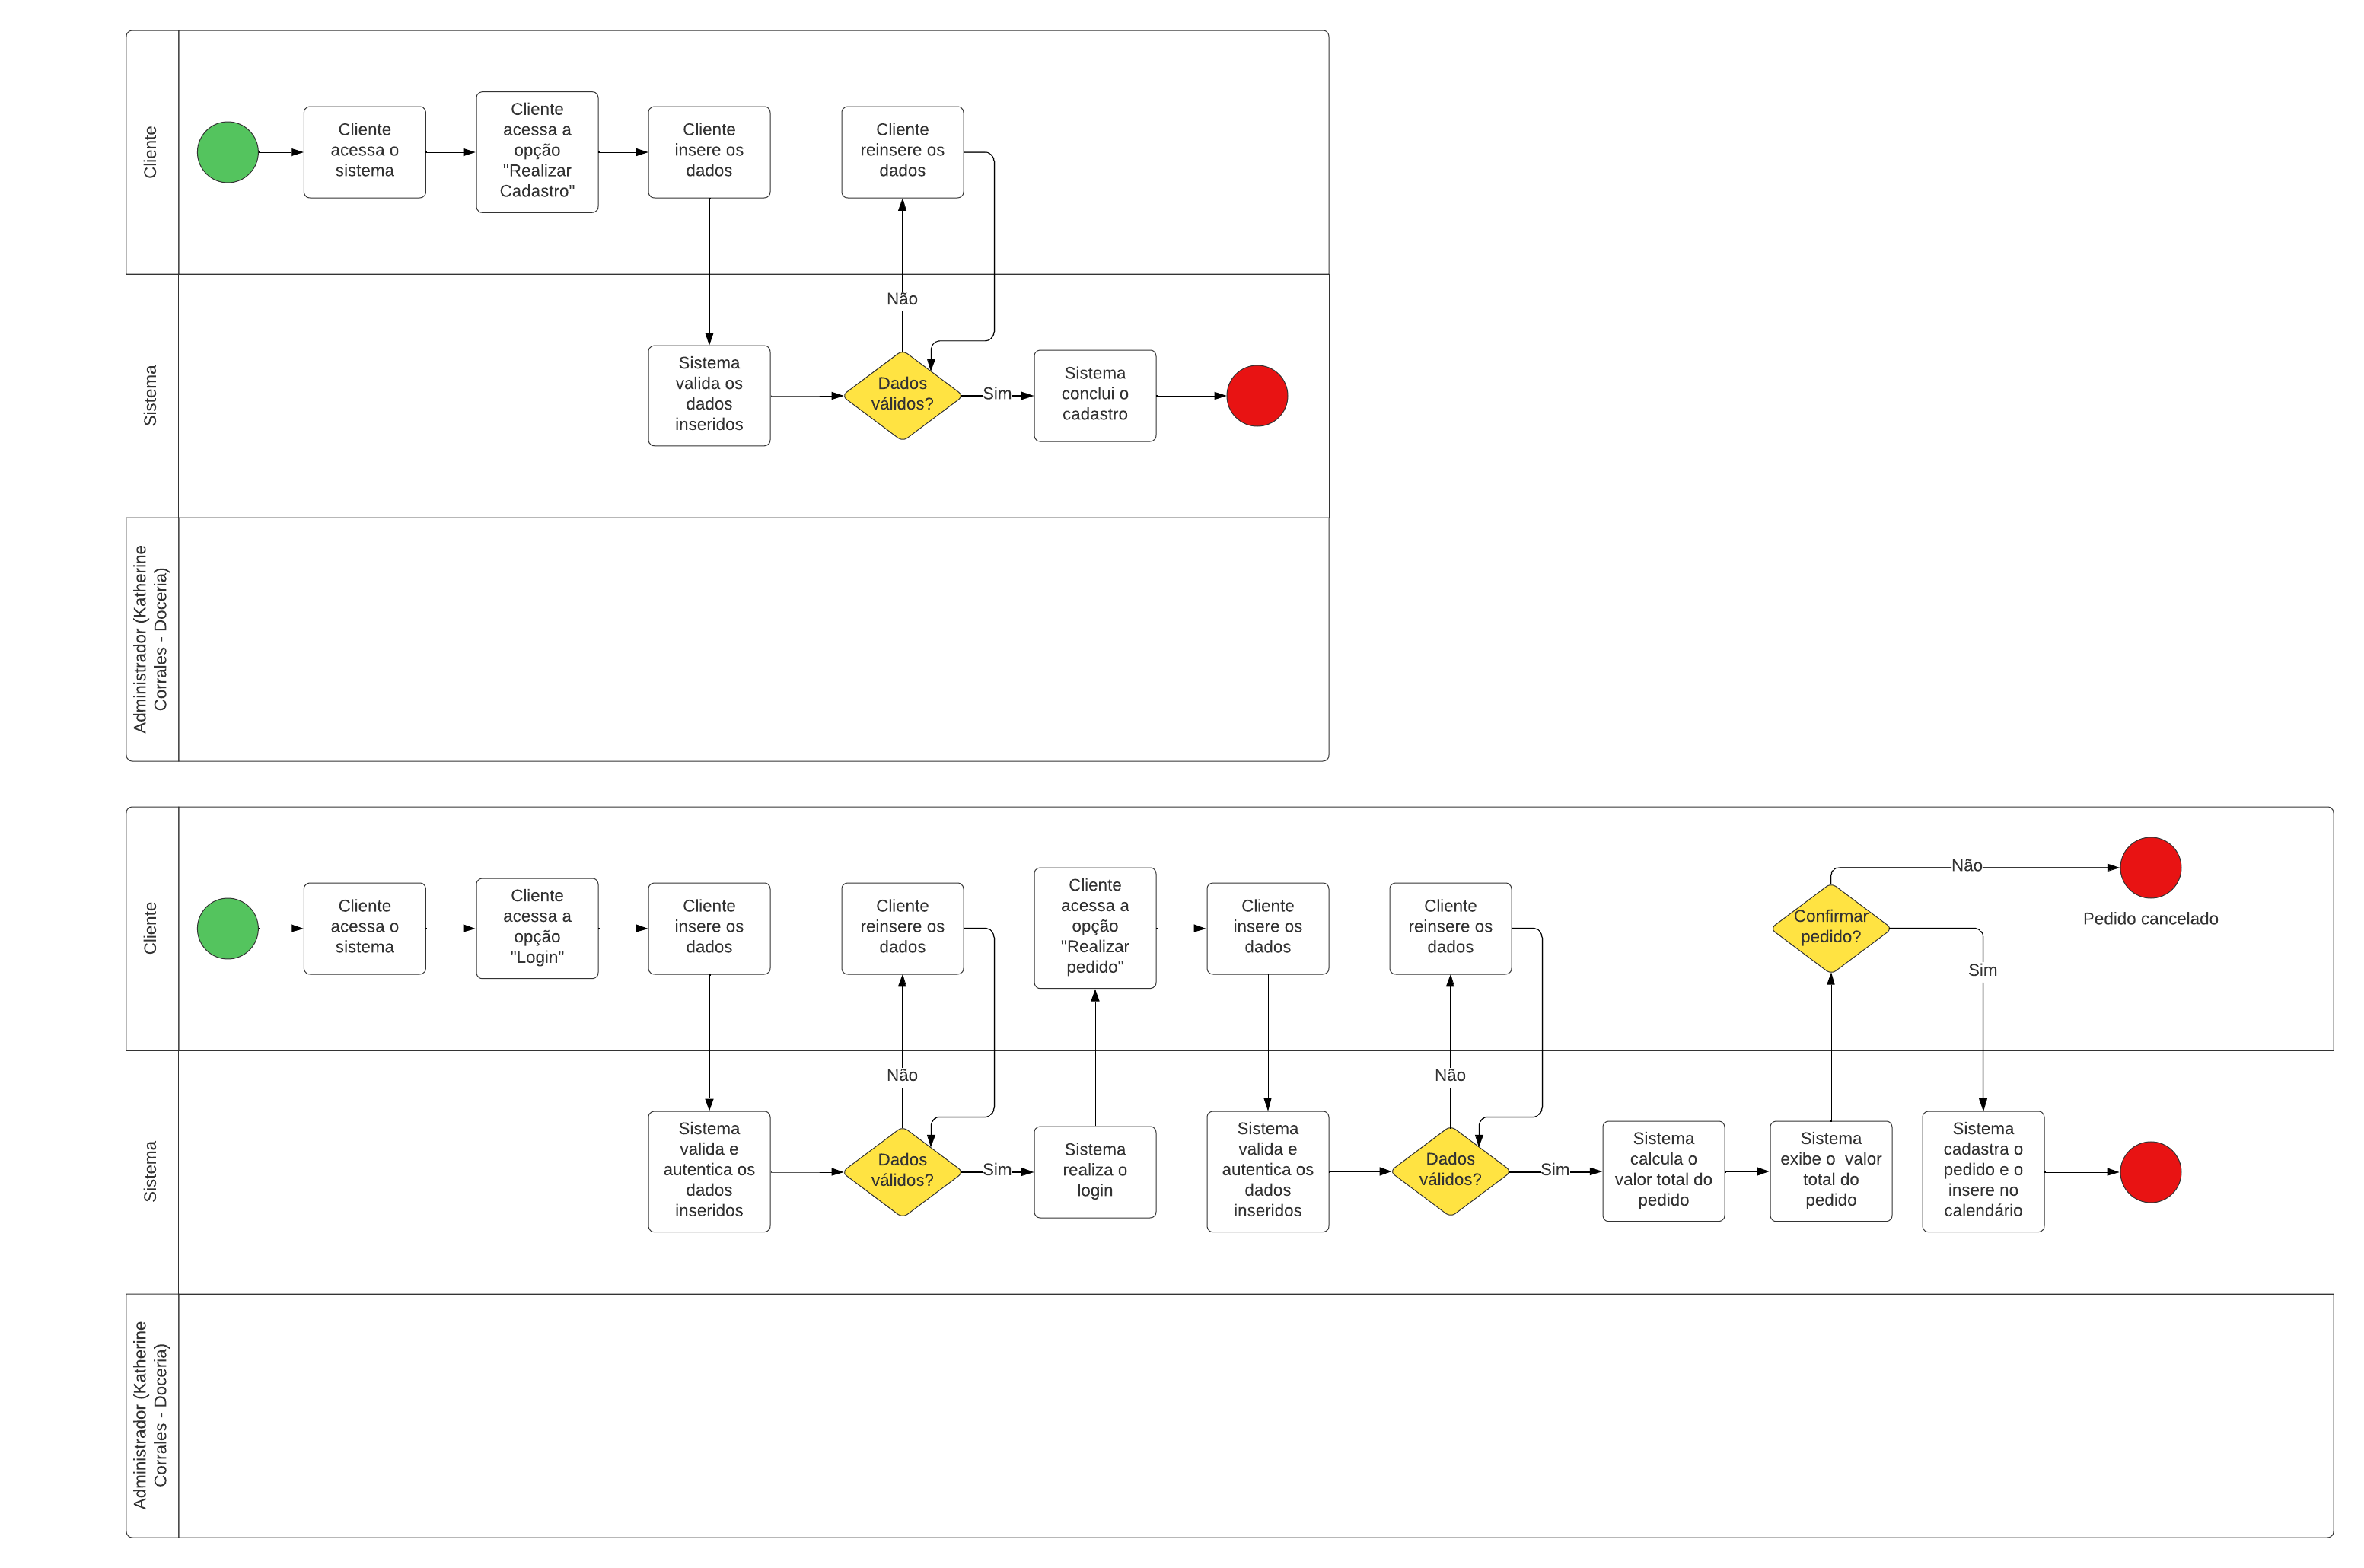 Cliente
Cliente
acessa o
sistema
Cliente
acessa a
opção
"Realizar
Cadastro"
Cliente
insere os
dados
Cliente
reinsere os
dados
Não
Sistema
Sistema
valida os
dados
inseridos
Dados
válidos?
Sim
Sistema
conclui o
cadastro
Administrador (Katherine
Corrales - Doceria)
Cliente
Cliente
acessa o
sistema
Cliente
acessa a
opção
"Login"
Cliente
insere os
dados
Cliente
reinsere os
dados
Cliente
acessa a
opção
"Realizar
pedido"
Cliente
insere os
dados
Cliente
reinsere os
dados
Confirmar
pedido?
Não
Pedido cancelado
Sim
Não
Não
Sistema
Sistema
valida e
autentica os
dados
inseridos
Dados
válidos?
Sim
Sistema
realiza o
login
Sistema
valida e
autentica os
dados
inseridos
Dados
válidos?
Sim
Sistema
calcula o
valor total do
pedido
Sistema
exibe o valor
total do
pedido
Sistema
cadastra o
pedido e o
insere no
calendário
Administrador (Katherine
Corrales - Doceria)